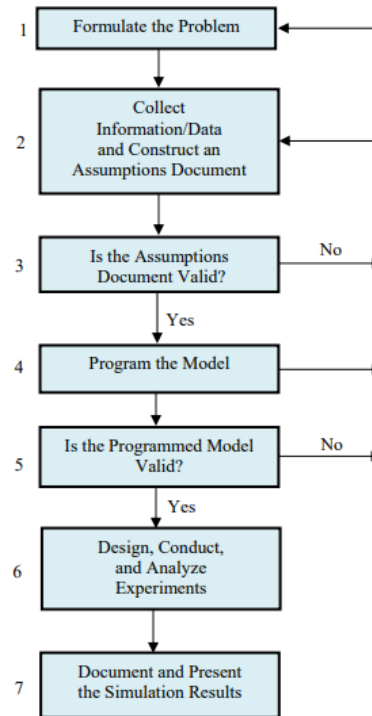 1
Formulate the Problem
2
Collect
Information/Data
and Construct an
Assumptions Document
3
Is the Assumptions
Document Valid?
No
Yes
4
Program the Model
5
Is the Programmed Model
Valid?
No
Yes
6
Design, Conduct,
and Analyze
Experiments
7
Document and Present
the Simulation Results